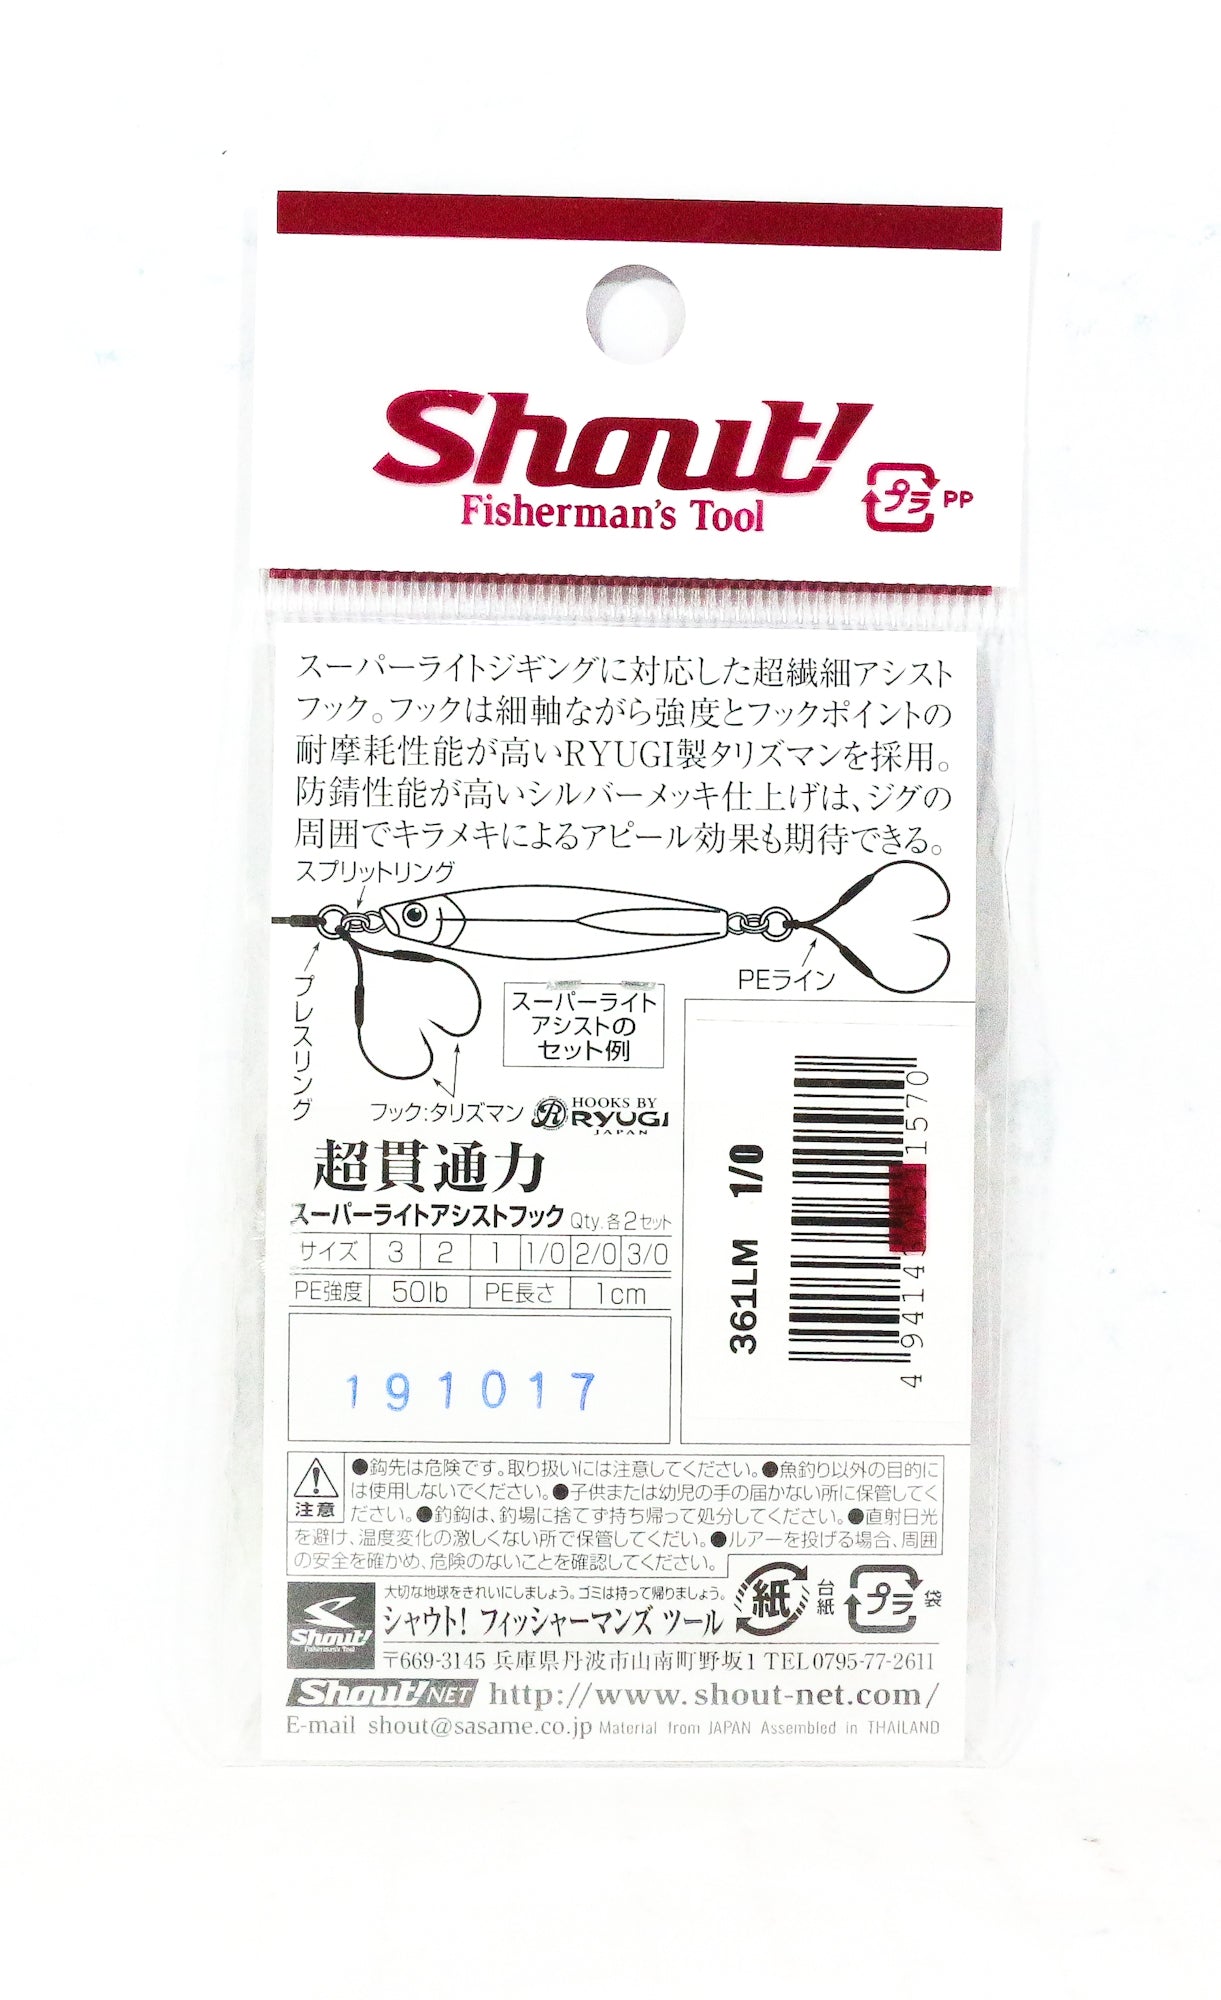 Shout!
Fisherman's Tool
プラ PP
スーパーライトジギングに対応した超繊細アシスト
フック。フックは細軸ながら強度とフックポイントの
耐摩耗性能が高いRYUGI製タリズマンを採用。
防錆性能が高いシルバーメッキ仕上げは、ジグの
周囲でキラメキによるアピール効果も期待できる。
スプリットリング
プレスリング
PEライン
スーパーライト
アシストの
セット例
フック:タリズマン
R HOOKS BY
RYUGI
JAPAN
超貫通力
スーパーライトアシストフック Qty.各2セット
サイズ 3 2 1 1/0 2/0 3/0
PE強度 50lb PE長さ 1cm
191017
361LM 1/0
1570
注意
●鈎先は危険です。取り扱いには注意してください。●魚釣り以外の目的に
は使用しないでください。●子供または幼児の手の届かない所に保管してく
ださい。●釣鈎は、釣場に捨てず持ち帰って処分してください。●直射日光
を避け、温度変化の激しくない所で保管してくだい。●ルアーを投げる場合、周囲
の安全を確かめ、危険のないことを確認してください。
Shout!
Fisherman's Tool
大切な地球をきれいにしましょう。ゴミは持って帰りましょう。
シャウト! フィッシャーマンズ ツール
紙 台紙 プラ 袋
〒669-3145 兵庫県丹波市山南町野坂1 TEL0795-77-2611
Shout!NET http://www.shout-net.com/
E-mail shout@sasame.co.jp Material from JAPAN Assembled in THAILAND